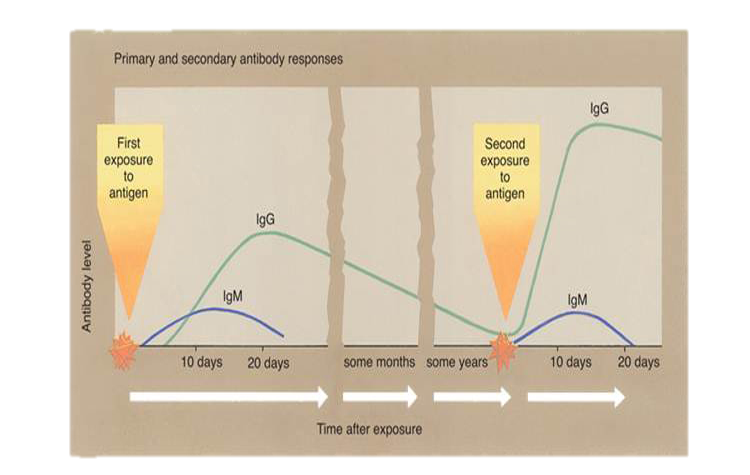 Primary and secondary antibody responses
First
exposure
to
antigen
Second
exposure
to
antigen
IgG
IgG
IgM
IgM
Antibody level
10 days
20 days
some months
some years
10 days
20 days
Time after exposure